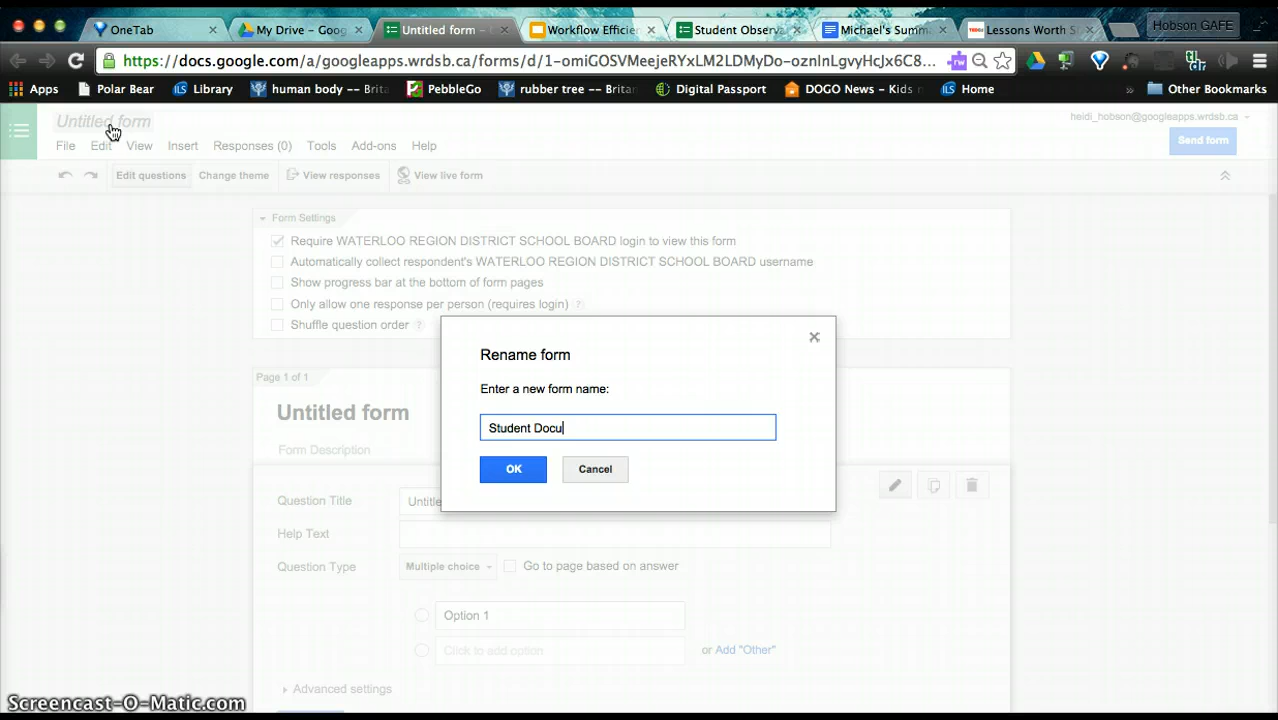 OneTab
My Drive – Goog
Untitled form –
Workflow Efficien
Student Observa
Michael's Summ
Lessons Worth S
Hobson GAFE
https://docs.google.com/a/googleapps.wrdsb.ca/forms/d/1-omiGOSVMeejeRYxLM2LDMyDo-oznInLgvyHcJx6C8...
Apps
Polar Bear
Library
human body -- Brita
PebbleGo
rubber tree -- Britan
Digital Passport
DOGO News – Kids n
Home
»
Other Bookmarks
Untitled form
heidi_hobson@googleapps.wrdsb.ca
File Edit View Insert Responses (0) Tools Add-ons Help
Send form
Edit questions
Change theme
View responses
View live form
Form Settings
Require WATERLOO REGION DISTRICT SCHOOL BOARD login to view this form
Automatically collect respondent's WATERLOO REGION DISTRICT SCHOOL BOARD username
Show progress bar at the bottom of form pages
Only allow one response per person (requires login) ?
Shuffle question order ?
Rename form
Enter a new form name:
Student Docu
OK
Cancel
Page 1 of 1
Untitled form
Form Description
Question Title
Untitle
Help Text
Question Type
Multiple choice
Go to page based on answer
Option 1
Click to add option
or Add "Other"
Advanced settings
Screencast-O-Matic.com